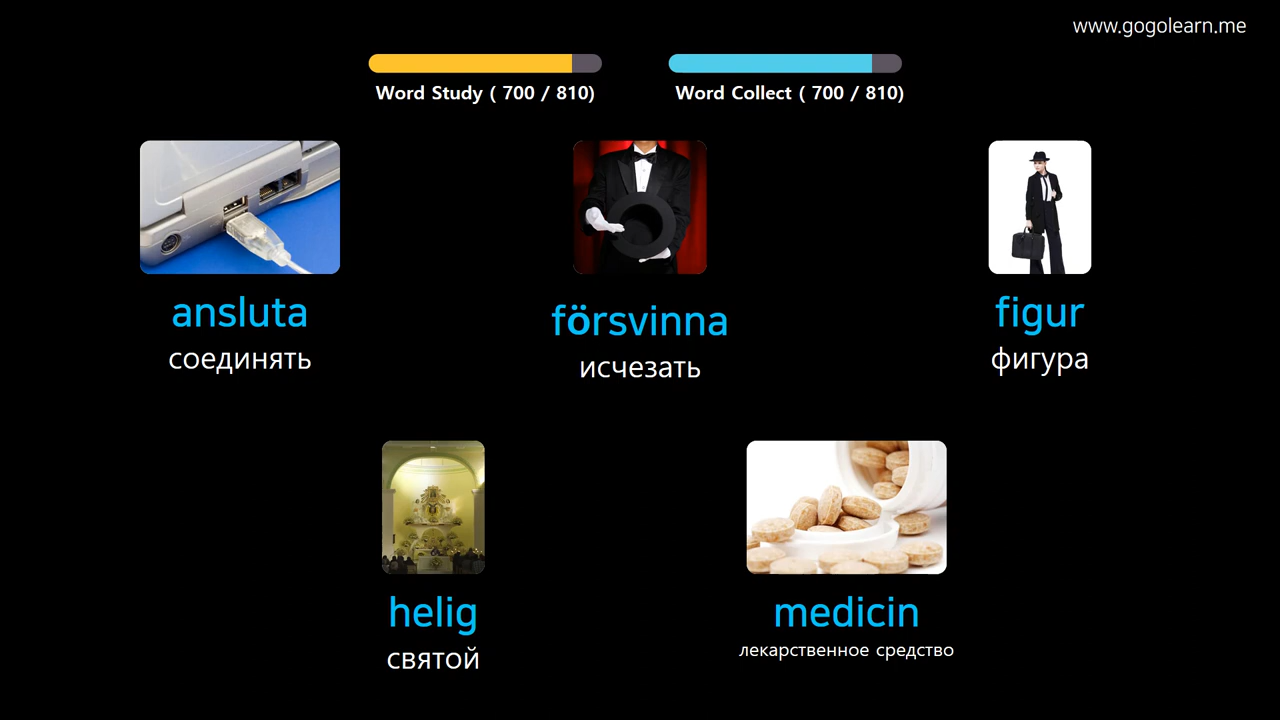 www.gogolearn.me
Word Study ( 700 / 810)
Word Collect ( 700 / 810)
ansluta
соединять
försvinna
исчезать
figur
фигура
helig
святой
medicin
лекарственное средство